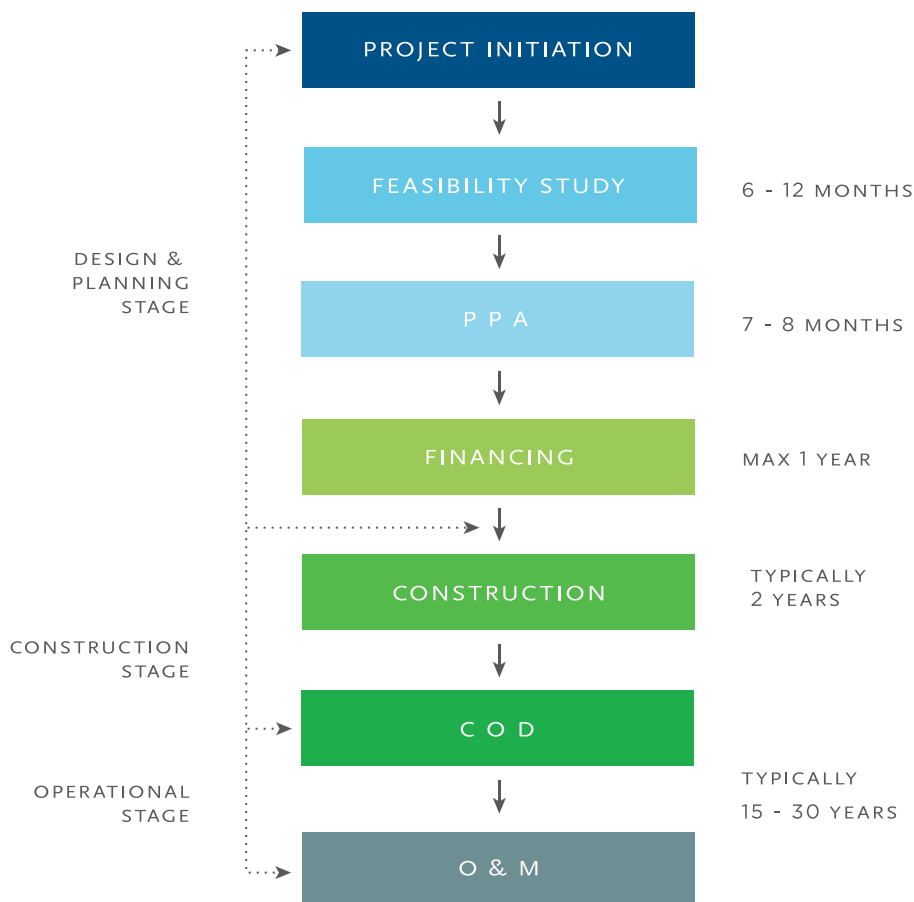 PROJECT INITIATION
FEASIBILITY STUDY
6 - 12 MONTHS
DESIGN &
PLANNING
STAGE
P P A
7 - 8 MONTHS
FINANCING
MAX 1 YEAR
CONSTRUCTION
TYPICALLY
2 YEARS
CONSTRUCTION
STAGE
C O D
OPERATIONAL
STAGE
TYPICALLY
15 - 30 YEARS
O & M